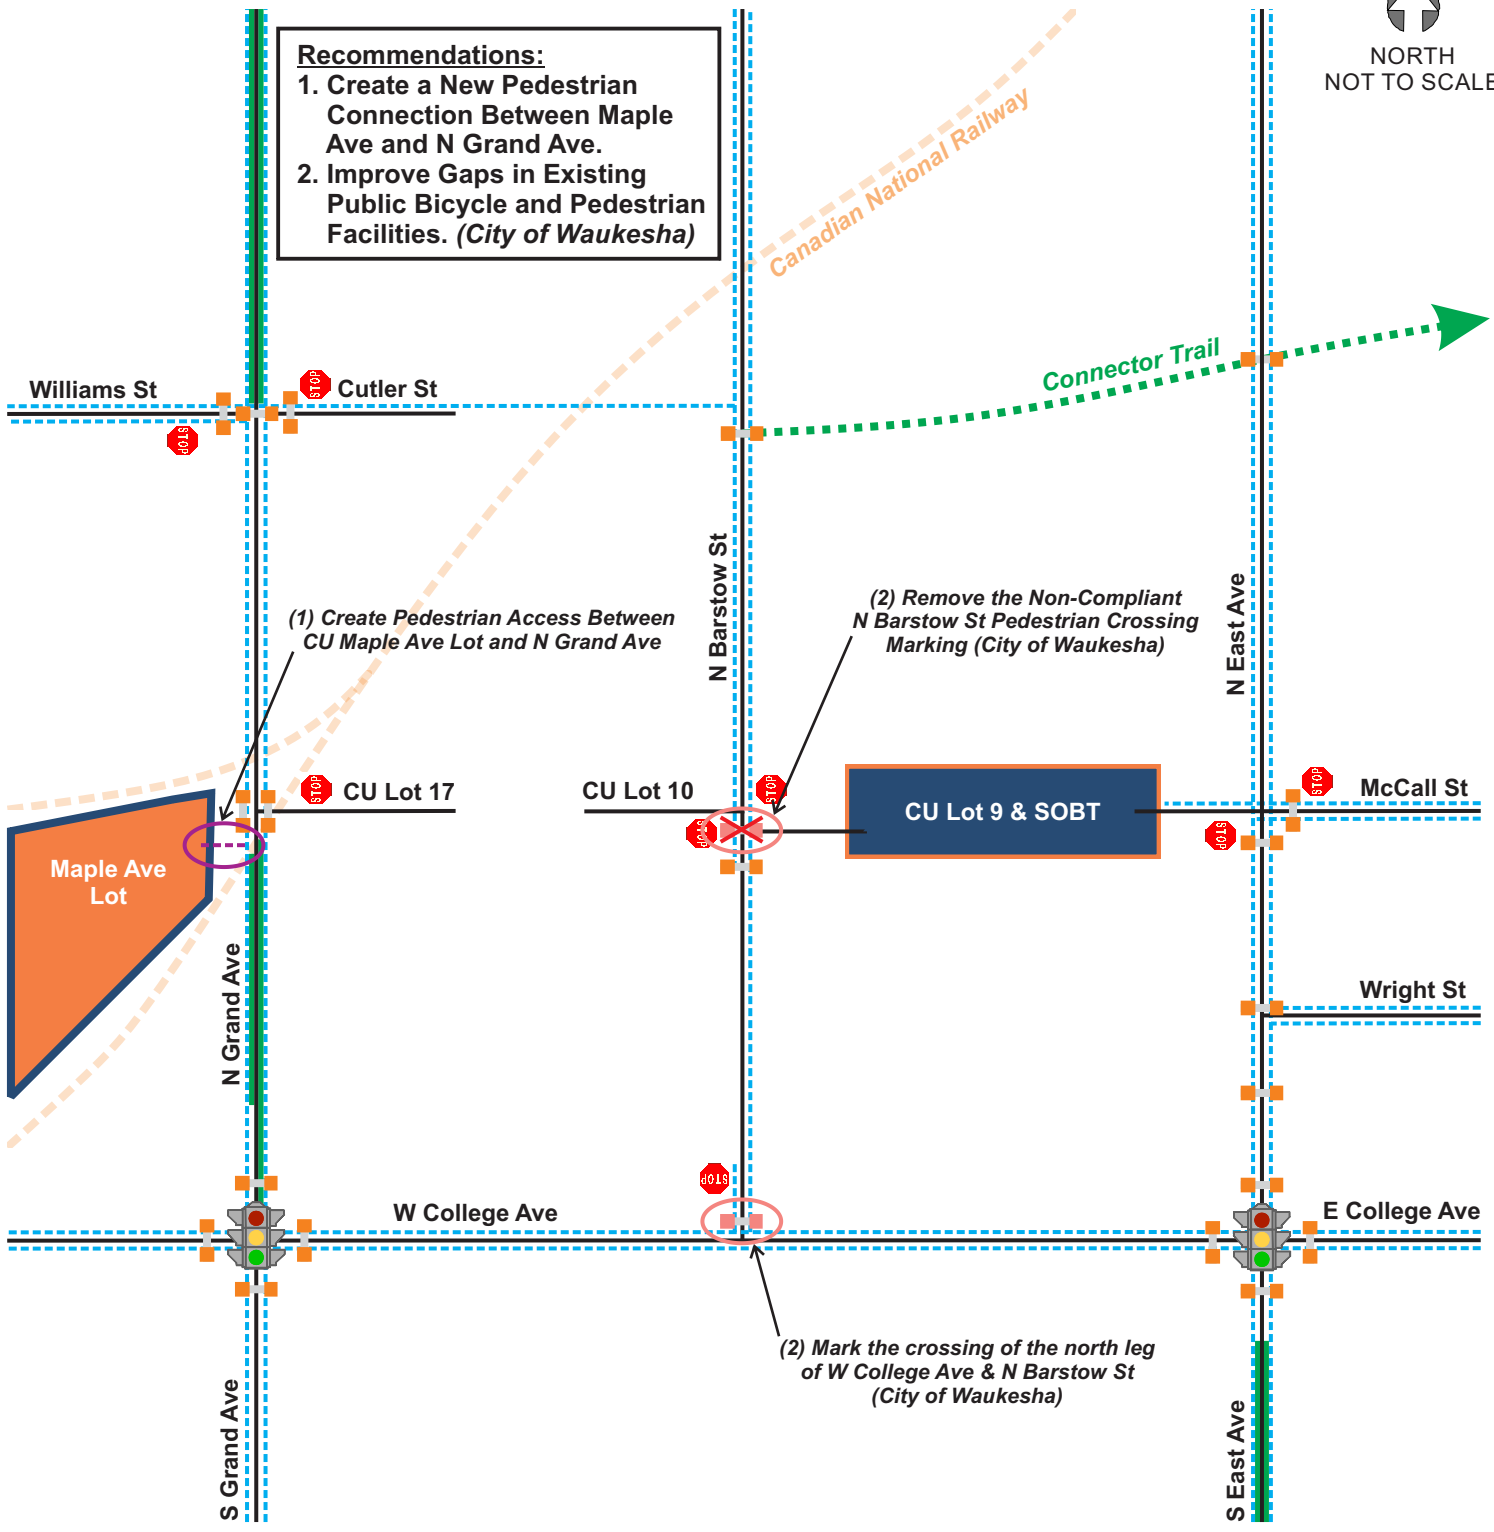 Recommendations:
1. Create a New Pedestrian
Connection Between Maple
Ave and N Grand Ave.
2. Improve Gaps in Existing
Public Bicycle and Pedestrian
Facilities. (City of Waukesha)
NORTH
NOT TO SCALE
Canadian National Railway
Connector Trail
Williams St
STOP
Cutler St
STOP
N Barstow St
N East Ave
(1) Create Pedestrian Access Between
CU Maple Ave Lot and N Grand Ave
(2) Remove the Non-Compliant
N Barstow St Pedestrian Crossing
Marking (City of Waukesha)
STOP
CU Lot 17
CU Lot 10
STOP
STOP
CU Lot 9 & SOBT
STOP
McCall St
STOP
Maple Ave
Lot
N Grand Ave
Wright St
STOP
W College Ave
E College Ave
(2) Mark the crossing of the north leg
of W College Ave & N Barstow St
(City of Waukesha)
S Grand Ave
S East Ave